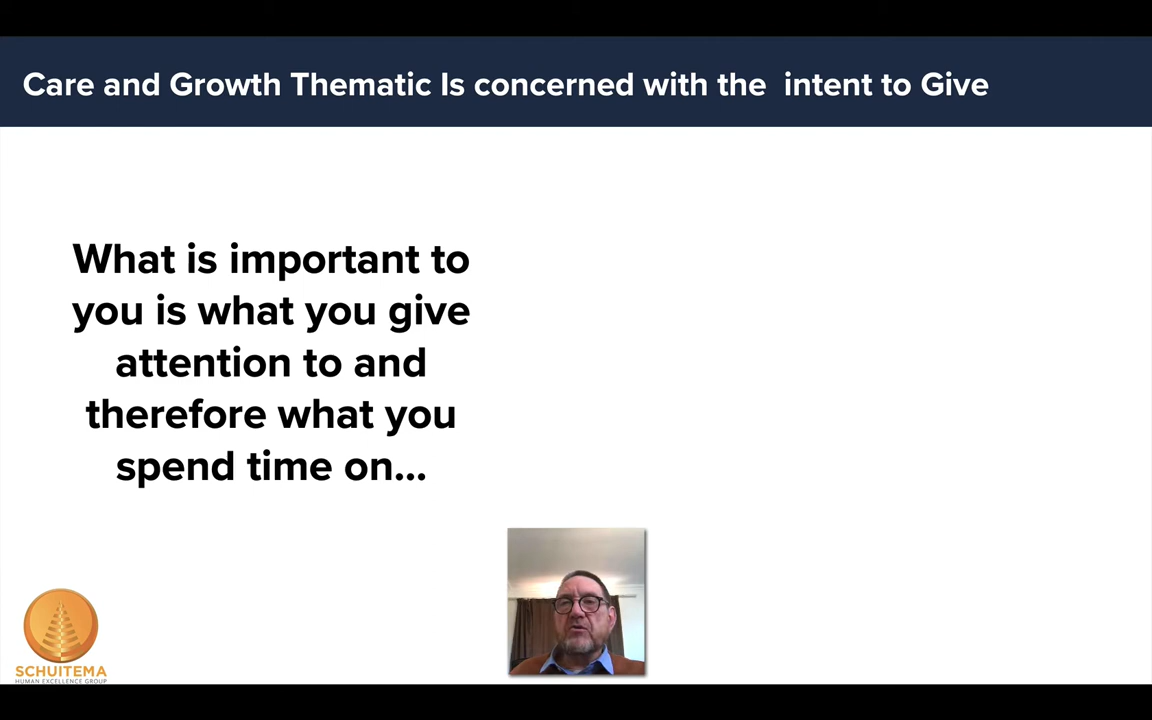 Care and Growth Thematic Is concerned with the  intent to Give
What is important to
you is what you give
attention to and
therefore what you
spend time on...
SCHUITEMA
HUMAN EXCELLENCE GROUP